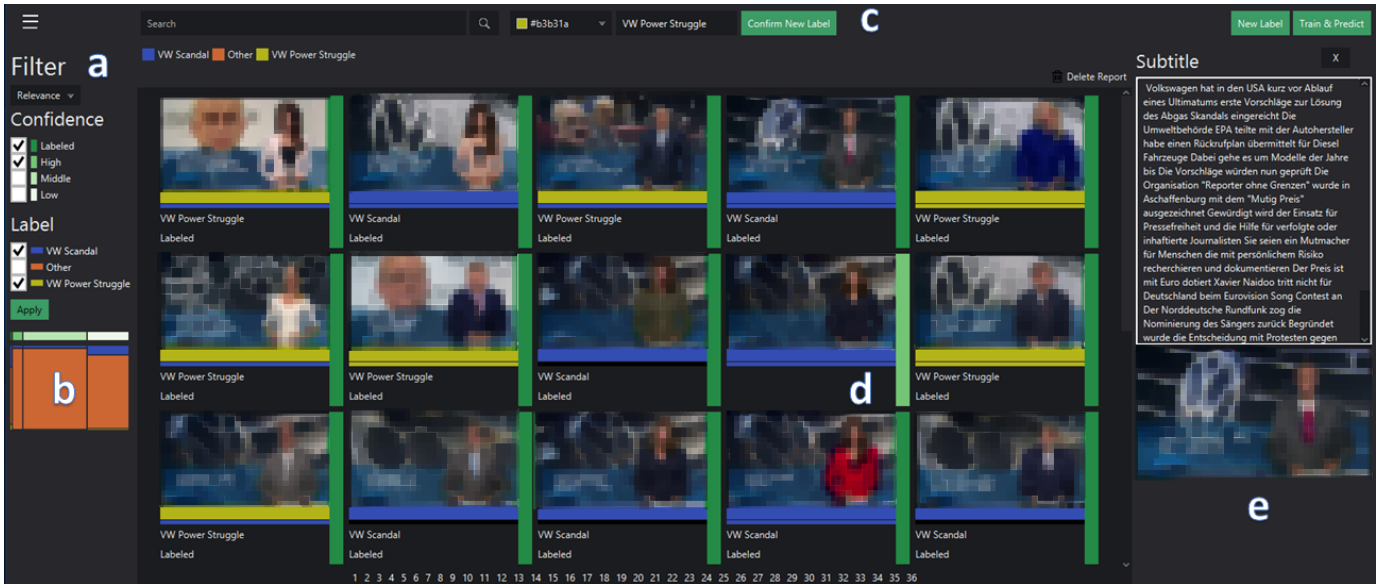 Search
#b3b31a
VW Power Struggle
Confirm New Label
c
New Label
Train & Predict
Filter
a
Relevance
Confidence
Labeled
High
Middle
Low
Label
VW Scandal
Other
VW Power Struggle
Apply
b
VW Scandal
Other
VW Power Struggle
Delete Report
VW Power Struggle
Labeled
VW Scandal
Labeled
VW Power Struggle
Labeled
VW Scandal
Labeled
VW Power Struggle
Labeled
VW Power Struggle
Labeled
VW Power Struggle
Labeled
VW Scandal
Labeled
d
VW Power Struggle
Labeled
VW Power Struggle
Labeled
VW Scandal
Labeled
VW Scandal
Labeled
VW Scandal
Labeled
VW Scandal
Labeled
1 2 3 4 5 6 7 8 9 10 11 12 13 14 15 16 17 18 19 20 21 22 23 24 25 26 27 28 29 30 31 32 33 34 35 36
Subtitle
X
Volkswagen hat in den USA kurz vor Ablauf
eines Ultimatums erste Vorschläge zur Lösung
des Abgas Skandals eingereicht Die
Umweltbehörde EPA teilte mit der Autohersteller
habe einen Rückrufplan übermittelt für Diesel
Fahrzeuge Dabei gehe es um Modelle der Jahre
bis Die Vorschläge würden nun geprüft Die
Organisation "Reporter ohne Grenzen" wurde in
Aschaffenburg mit dem "Mutig Preis"
ausgezeichnet Gewürdigt wird der Einsatz für
Pressefreiheit und die Hilfe für verfolgte oder
inhaftierte Journalisten Sie seien ein Mutmacher
für Menschen die mit persönlichem Risiko
recherchieren und dokumentieren Der Preis ist
mit Euro dotiert Xavier Naidoo tritt nicht für
Deutschland beim Eurovision Song Contest an
Der Norddeutsche Rundfunk zog die
Nominierung des Sängers zurück Begründet
wurde die Entscheidung mit Protesten gegen
e